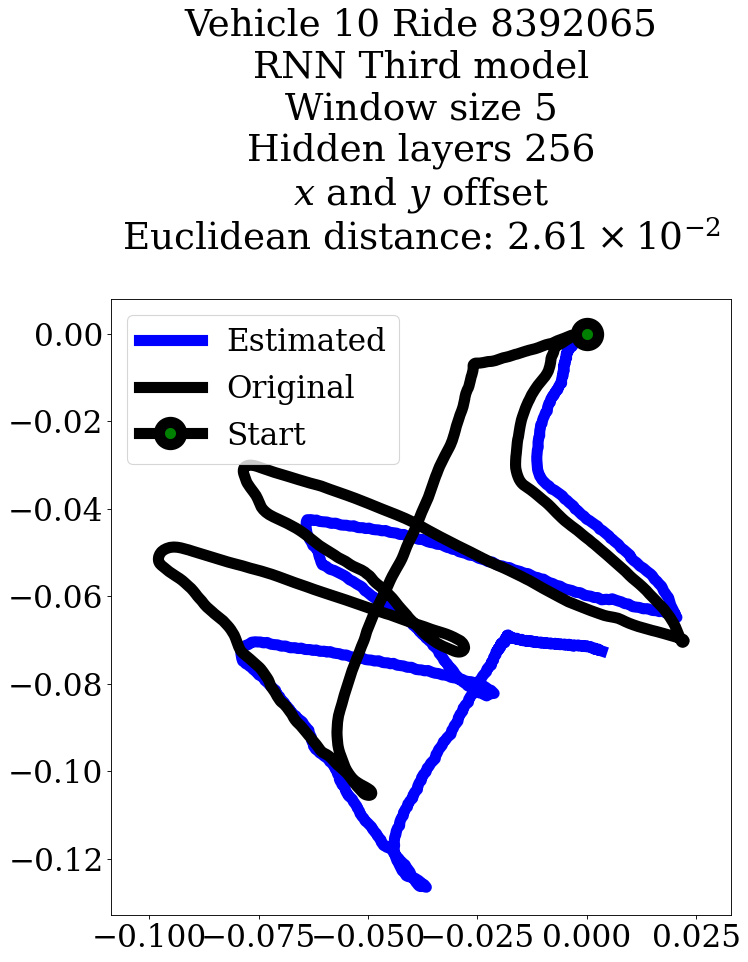 Vehicle 10 Ride 8392065
RNN Third model
Window size 5
Hidden layers 256
x and y offset
Euclidean distance: 2.61 × 10⁻²
Estimated
Original
Start
0.00
−0.02
−0.04
−0.06
−0.08
−0.10
−0.12
−0.100 −0.075 −0.050 −0.025 0.000 0.025